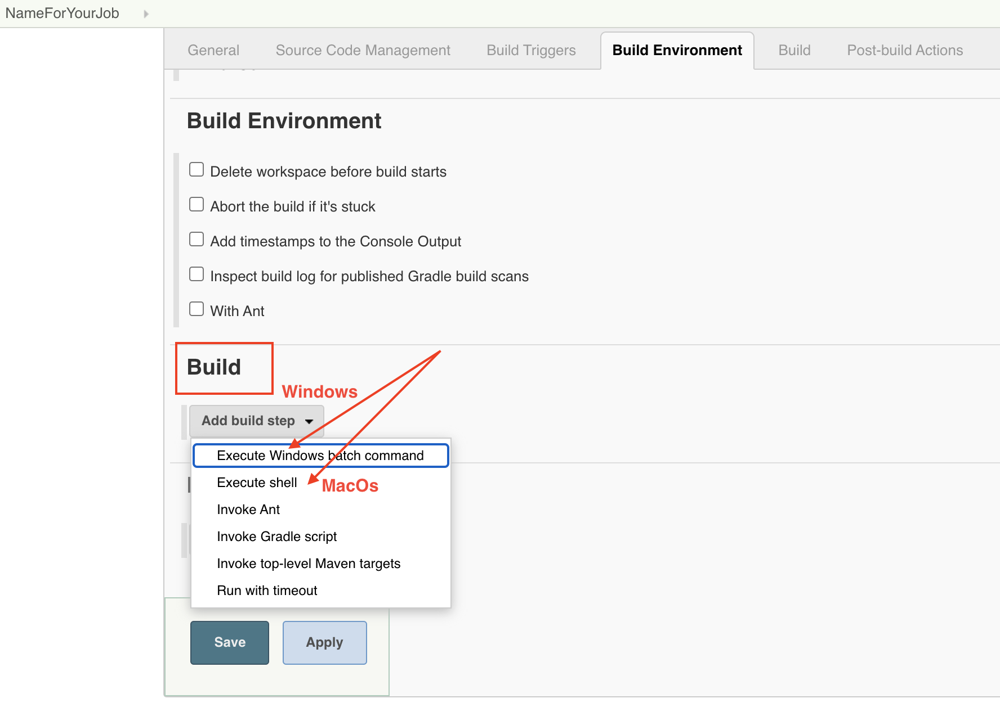 NameForYourJob
General Source Code Management Build Triggers Build Environment Build Post-build Actions
Build Environment
Delete workspace before build starts
Abort the build if it's stuck
Add timestamps to the Console Output
Inspect build log for published Gradle build scans
With Ant
Build
Windows
Add build step
Execute Windows batch command
Execute shell
MacOs
Invoke Ant
Invoke Gradle script
Invoke top-level Maven targets
Run with timeout
Save Apply